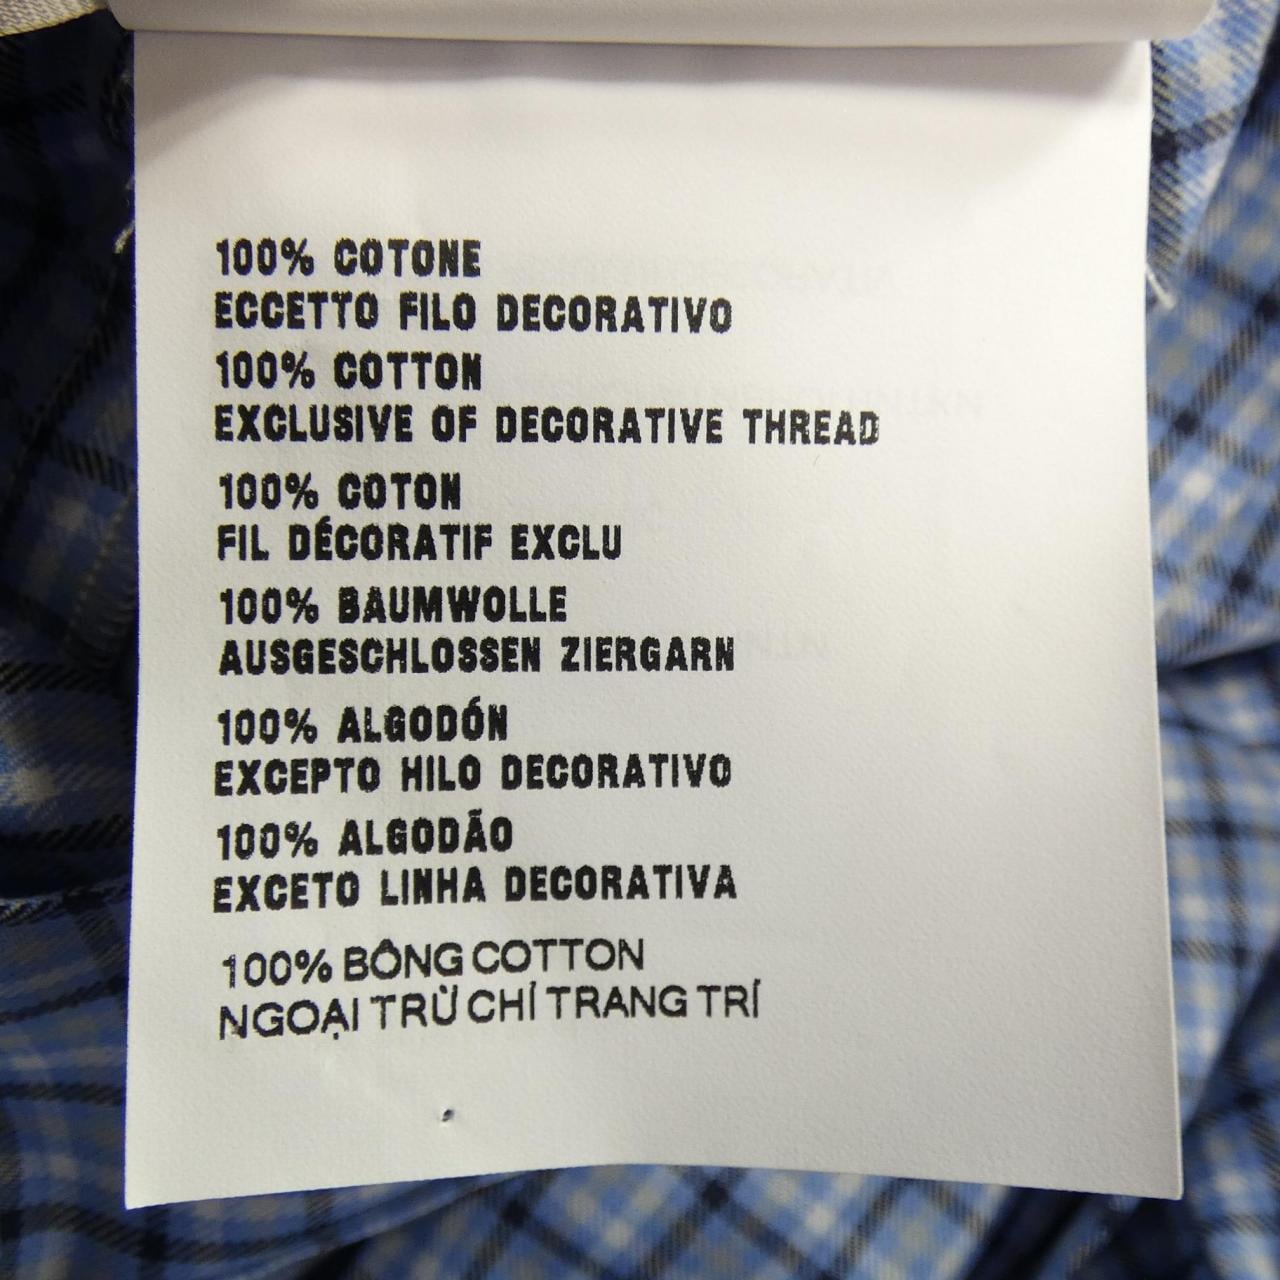 100% COTONE
ECCETTO FILO DECORATIVO
100% COTTON
EXCLUSIVE OF DECORATIVE THREAD
100% COTON
FIL DÉCORATIF EXCLU
100% BAUMWOLLE
AUSGESCHLOSSEN ZIERGARN
100% ALGODÓN
EXCEPTO HILO DECORATIVO
100% ALGODÃO
EXCETO LINHA DECORATIVA
100% BÔNG COTTON
NGOẠI TRỪ CHỈ TRANG TRÍ